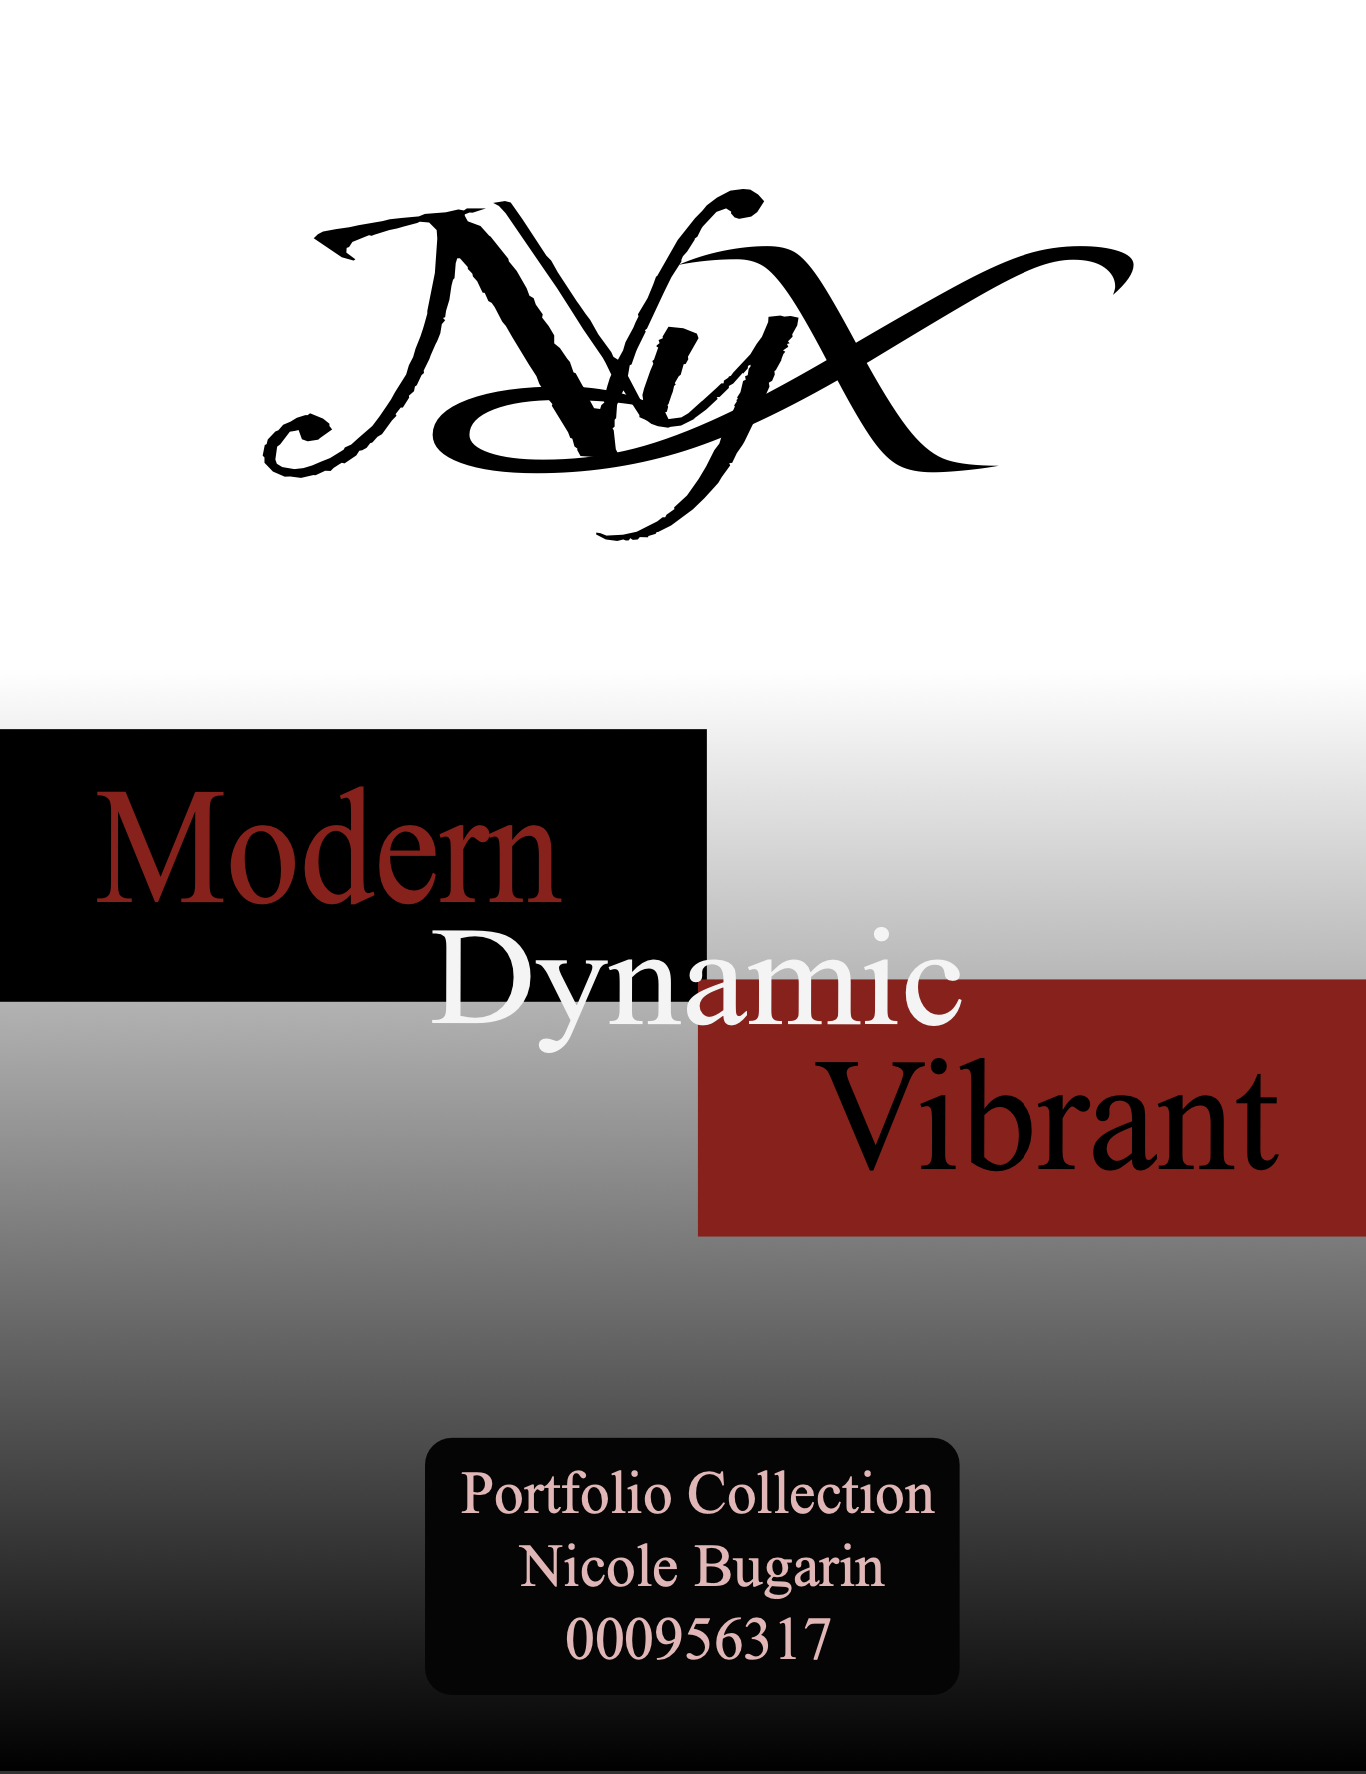 Nyx
Modern
Dynamic
Vibrant
Portfolio Collection
Nicole Bugarin
000956317